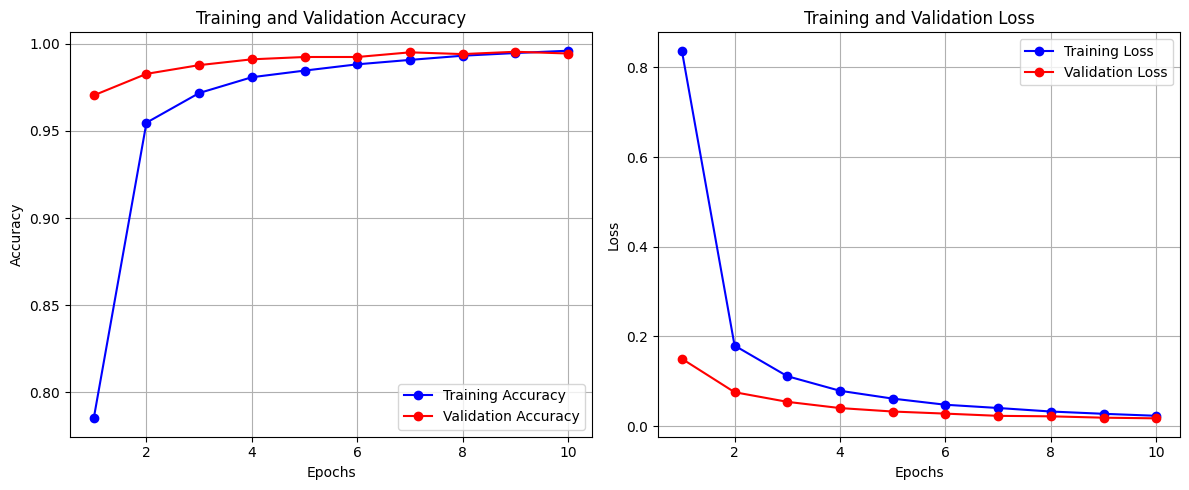 Training and Validation Accuracy
1.00
0.95
0.90
0.85
0.80
Accuracy
Training Accuracy
Validation Accuracy
2 4 6 8 10
Epochs
Training and Validation Loss
Training Loss
Validation Loss
0.8
0.6
0.4
0.2
0.0
Loss
2 4 6 8 10
Epochs